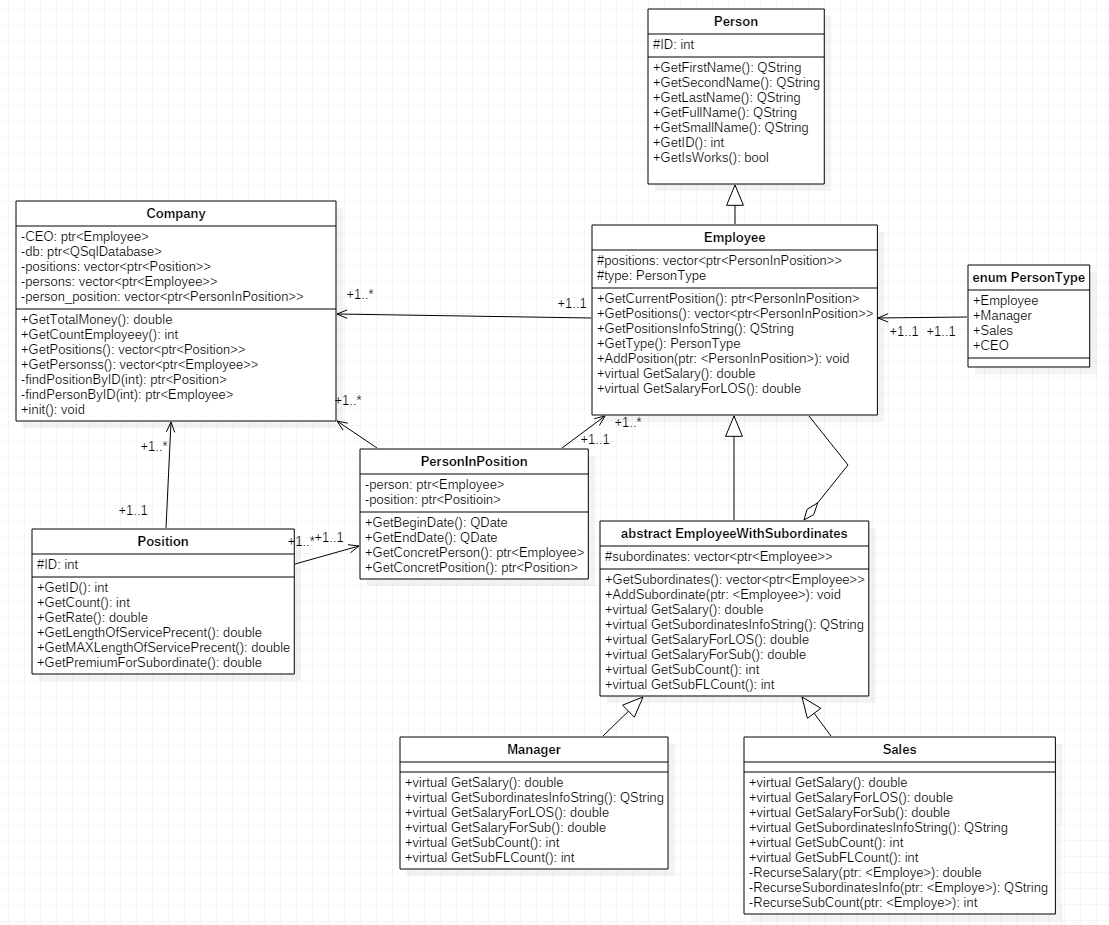 Person
#ID: int
+GetFirstName(): QString
+GetSecondName(): QString
+GetLastName(): QString
+GetFullName(): QString
+GetSmallName(): QString
+GetID(): int
+GetIsWorks(): bool
Company
-CEO: ptr<Employee>
-db: ptr<QSqlDatabase>
-positions: vector<ptr<Position>>
-persons: vector<ptr<Employee>>
-person_position: vector<ptr<PersonInPosition>>
+GetTotalMoney(): double
+GetCountEmployeey(): int
+GetPositions(): vector<ptr<Position>>
+GetPersonss(): vector<ptr<Employee>>
-findPositionByID(int): ptr<Position>
-findPersonByID(int): ptr<Employee>
+init(): void
+1..*
+1..1
Employee
#positions: vector<ptr<PersonInPosition>>
#type: PersonType
+GetCurrentPosition(): ptr<PersonInPosition>
+GetPositions(): vector<ptr<PersonInPosition>>
+GetPositionsInfoString(): QString
+GetType(): PersonType
+AddPosition(ptr: <PersonInPosition>): void
+virtual GetSalary(): double
+virtual GetSalaryForLOS(): double
+1..1
+1..1
enum PersonType
+Employee
+Manager
+Sales
+CEO
+1..*
+1..*
+1..1
+1..*
+1..1
PersonInPosition
-person: ptr<Employee>
-position: ptr<Positioin>
+GetBeginDate(): QDate
+GetEndDate(): QDate
+GetConcretPerson(): ptr<Employee>
+GetConcretPosition(): ptr<Position>
+1..*
+1..1
Position
#ID: int
+GetID(): int
+GetCount(): int
+GetRate(): double
+GetLengthOfServicePrecent(): double
+GetMAXLengthOfServicePrecent(): double
+GetPremiumForSubordinate(): double
abstract EmployeeWithSubordinates
#subordinates: vector<ptr<Employee>>
+GetSubordinates(): vector<ptr<Employee>>
+AddSubordinate(ptr: <Employee>): void
+virtual GetSalary(): double
+virtual GetSubordinatesInfoString(): QString
+virtual GetSalaryForLOS(): double
+virtual GetSalaryForSub(): double
+virtual GetSubCount(): int
+virtual GetSubFLCount(): int
Manager
+virtual GetSalary(): double
+virtual GetSubordinatesInfoString(): QString
+virtual GetSalaryForLOS(): double
+virtual GetSalaryForSub(): double
+virtual GetSubCount(): int
+virtual GetSubFLCount(): int
Sales
+virtual GetSalary(): double
+virtual GetSalaryForLOS(): double
+virtual GetSalaryForSub(): double
+virtual GetSubordinatesInfoString(): QString
+virtual GetSubCount(): int
+virtual GetSubFLCount(): int
-RecurseSalary(ptr: <Employe>): double
-RecurseSubordinatesInfo(ptr: <Employe>): QString
-RecurseSubCount(ptr: <Employe>): int